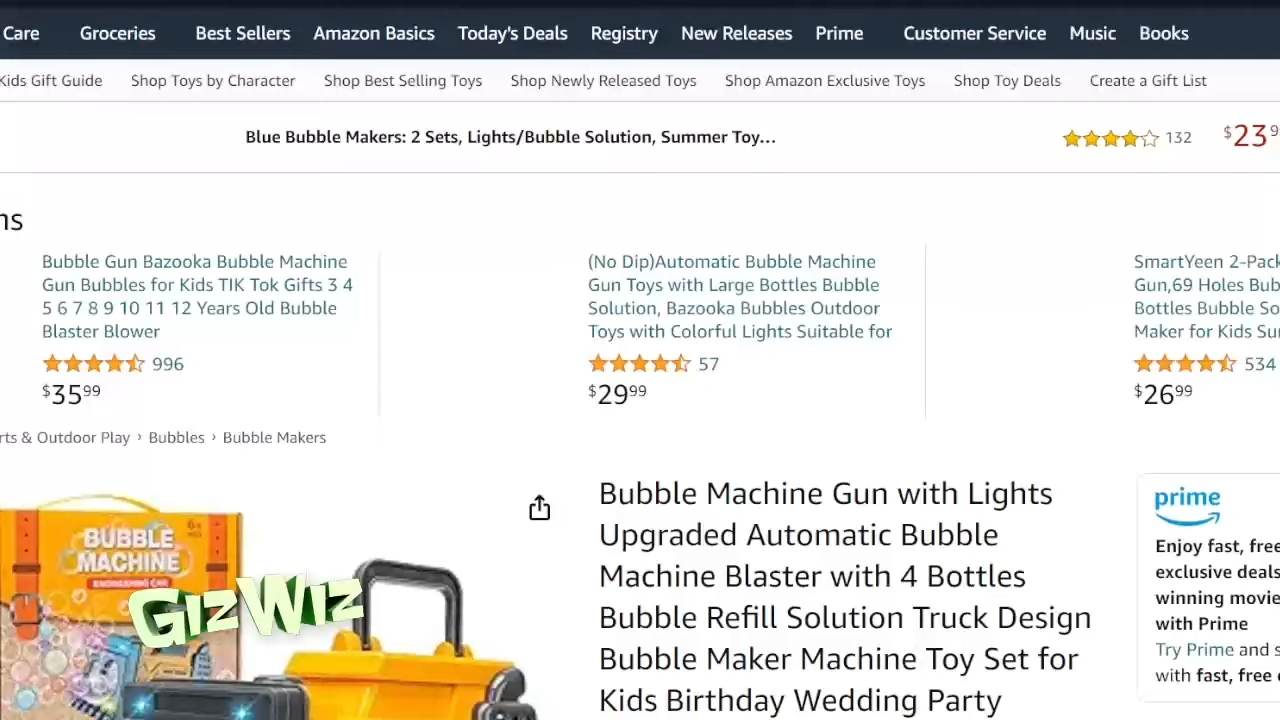 Care Groceries Best Sellers Amazon Basics Today's Deals Registry New Releases Prime Customer Service Music Books
Kids Gift Guide Shop Toys by Character Shop Best Selling Toys Shop Newly Released Toys Shop Amazon Exclusive Toys Shop Toy Deals Create a Gift List
Blue Bubble Makers: 2 Sets, Lights/Bubble Solution, Summer Toy... 132 $23 9
ns
Bubble Gun Bazooka Bubble Machine
Gun Bubbles for Kids TIK Tok Gifts 3 4
5 6 7 8 9 10 11 12 Years Old Bubble
Blaster Blower
996
$35 99
(No Dip)Automatic Bubble Machine
Gun Toys with Large Bottles Bubble
Solution, Bazooka Bubbles Outdoor
Toys with Colorful Lights Suitable for
57
$29 99
SmartYeen 2-Pack
Gun,69 Holes Bub
Bottles Bubble So
Maker for Kids Su
534
$26 99
rts & Outdoor Play › Bubbles › Bubble Makers
BUBBLE
MACHINE
ENGINEERING CAR
GizWiz
Bubble Machine Gun with Lights
Upgraded Automatic Bubble
Machine Blaster with 4 Bottles
Bubble Refill Solution Truck Design
Bubble Maker Machine Toy Set for
Kids Birthday Wedding Party
prime
Enjoy fast, free
exclusive deals
winning movie
with Prime
Try Prime and s
with fast, free